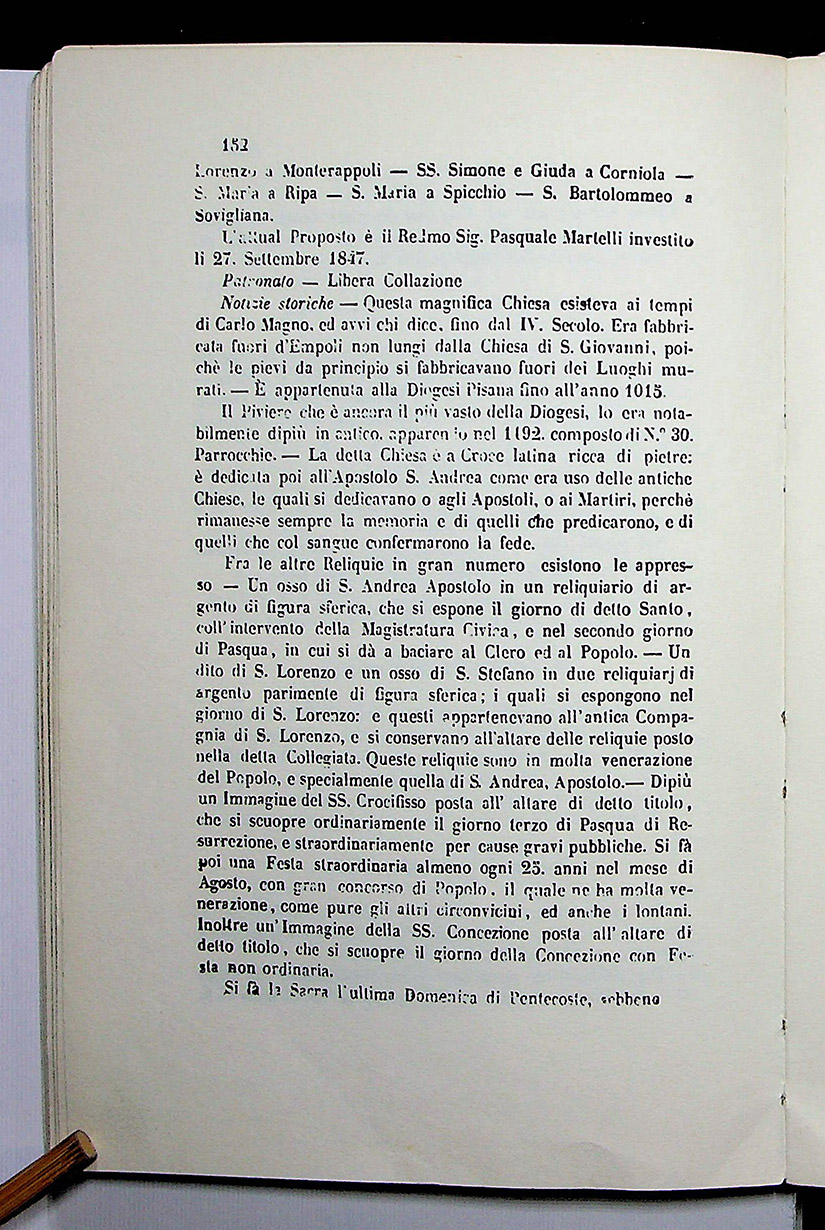 152
Lorenzo a Monterappoli — SS. Simone e Giuda a Corniola —
S. Maria a Ripa — S. Maria a Spicchio — S. Bartolommeo a
Sovigliana.
L'attual Proposto è il Redmo Sig. Pasquale Martelli investito
li 27. Settembre 1847.
Patronato — Libera Collazione
Notizie storiche — Questa magnifica Chiesa esisteva ai tempi
di Carlo Magno, ed avvi chi dice, fino dal IV. Secolo. Era fabbri-
cata fuori d'Empoli non lungi dalla Chiesa di S. Giovanni, poi-
chè le pievi da principio si fabbricavano fuori dei Luoghi mu-
rati. — È appartenuta alla Diogesi Pisana fino all'anno 1015.
Il Piviere che è ancora il più vasto della Diogesi, lo era nota-
bilmente dipiù in antico, apparendo nel 1192. composto di N.° 30.
Parrocchie. — La detta Chiesa è a Croce latina ricca di pietre:
è dedicata poi all'Apostolo S. Andrea come era uso delle antiche
Chiese, le quali si dedicavano o agli Apostoli, o ai Martiri, perchè
rimanesse sempre la memoria e di quelli che predicarono, e di
quelli che col sangue confermarono la fede.
Fra le altre Reliquie in gran numero esistono le appres-
so — Un osso di S. Andrea Apostolo in un reliquiario di ar-
gento di figura sferica, che si espone il giorno di detto Santo,
coll'intervento della Magistratura Civica, e nel secondo giorno
di Pasqua, in cui si dà a baciare al Clero ed al Popolo. — Un
dito di S. Lorenzo e un osso di S. Stefano in due reliquiarj di
argento parimente di figura sferica; i quali si espongono nel
giorno di S. Lorenzo: e questi appartenevano all'antica Compa-
gnia di S. Lorenzo, e si conservano all'altare delle reliquie posto
nella detta Collegiata. Queste reliquie sono in molta venerazione
del Popolo, e specialmente quella di S. Andrea, Apostolo.— Dipiù
un Immagine del SS. Crocifisso posta all' altare di detto titolo,
che si scuopre ordinariamente il giorno terzo di Pasqua di Re-
surrezione, e straordinariamente per cause gravi pubbliche. Si fà
poi una Festa straordinaria almeno ogni 25. anni nel mese di
Agosto, con gran concorso di Popolo, il quale ne ha molta ve-
nerazione, come pure gli altri circonvicini, ed anche i lontani.
Inoltre un'Immagine della SS. Concezione posta all'altare di
detto titolo, che si scuopre il giorno della Concezione con Fe-
sta non ordinaria.
Si fà la Sacra l'ultima Domenica di Pentecoste, sebbene